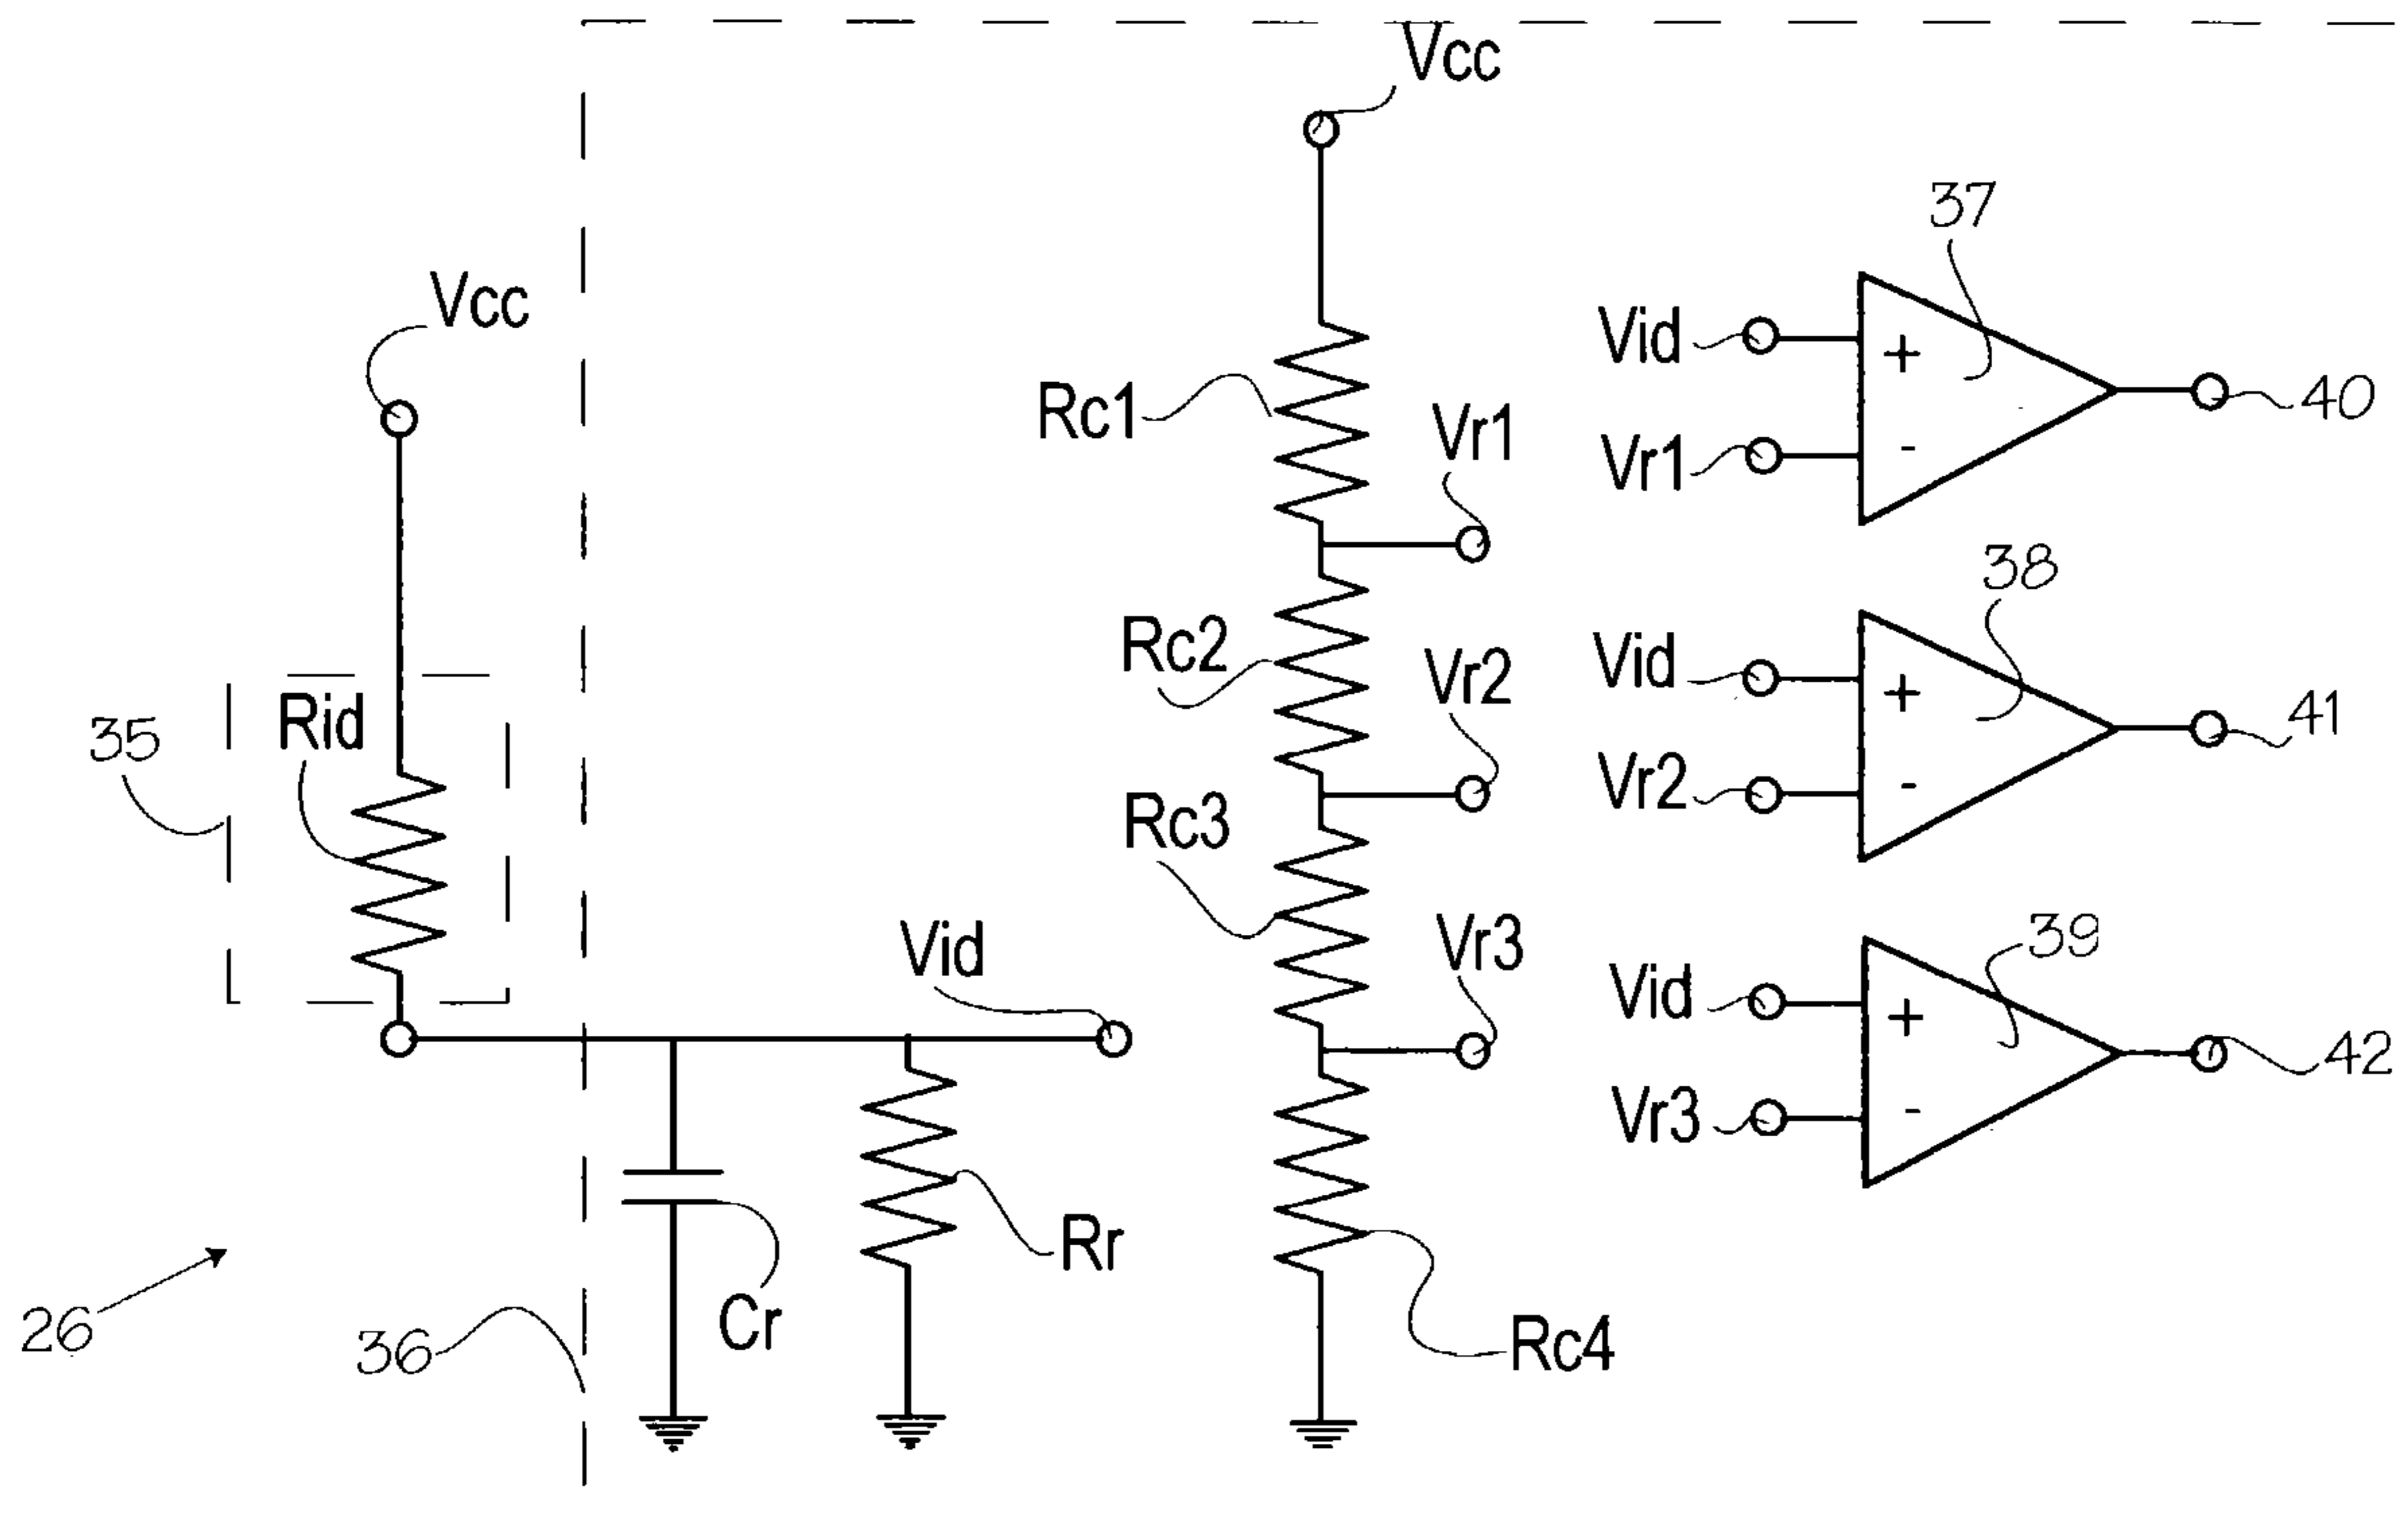 Vcc
37
Vcc
Vid
Rc1
Vr1
40
Vr1
38
Rc2
Vr2
Vid
35
Rid
41
Vr2
Rc3
Vid
Vr3
39
Vid
42
Vr3
Rr
26
36
Cr
Rc4
+
-
+
-
+
-